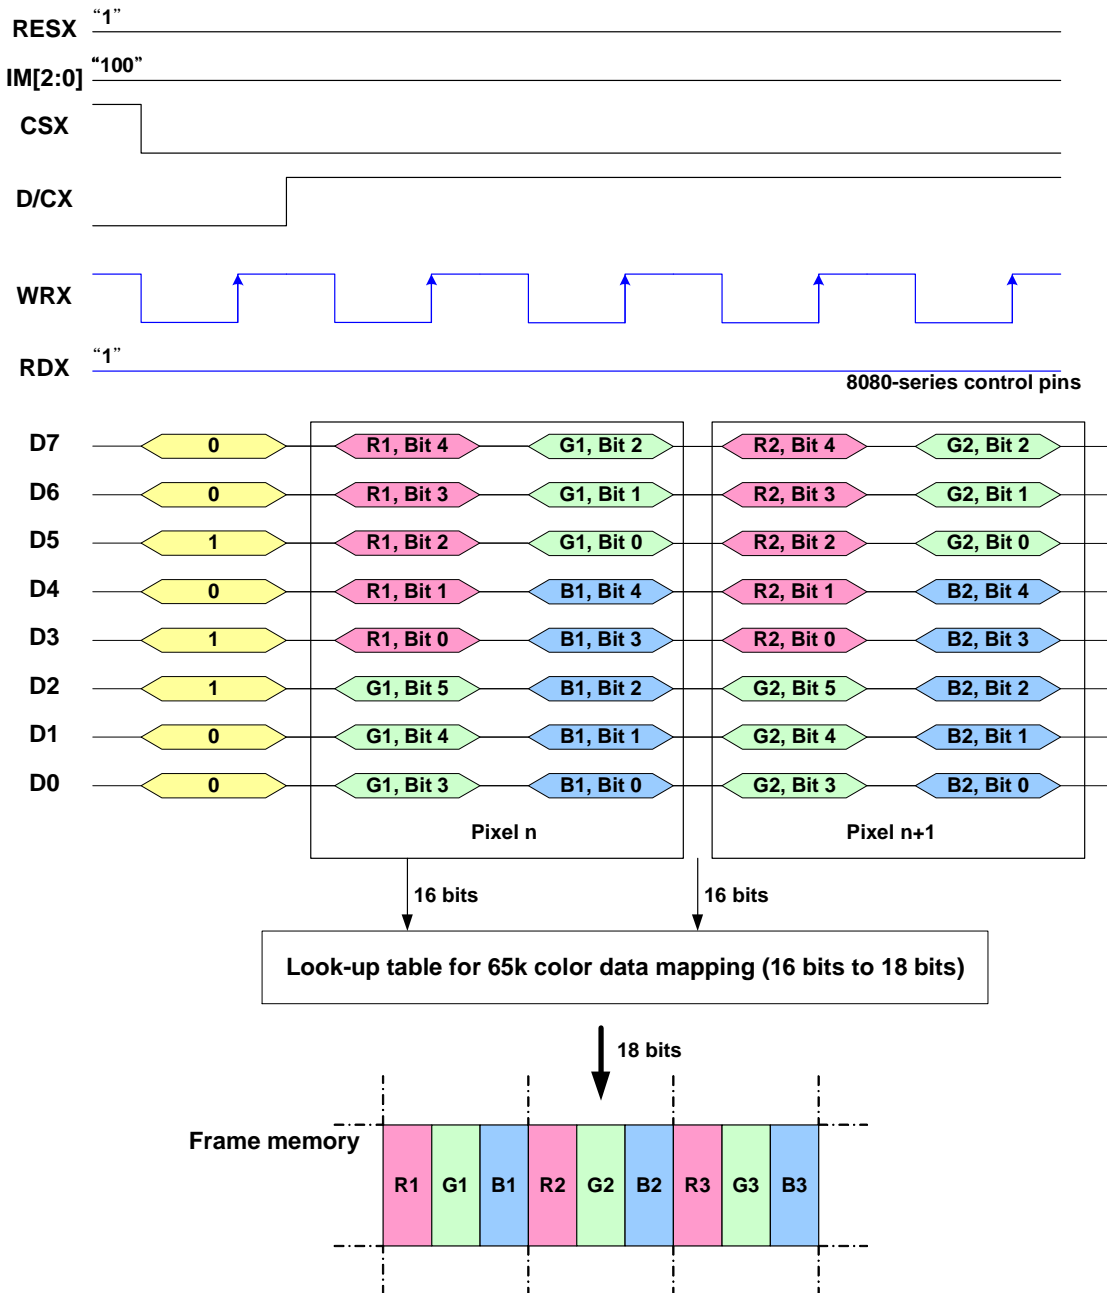 RESX “1”
IM[2:0] “100”
CSX
D/CX
WRX
RDX “1”
8080-series control pins
D7 0 R1, Bit 4 G1, Bit 2 R2, Bit 4 G2, Bit 2
D6 0 R1, Bit 3 G1, Bit 1 R2, Bit 3 G2, Bit 1
D5 1 R1, Bit 2 G1, Bit 0 R2, Bit 2 G2, Bit 0
D4 0 R1, Bit 1 B1, Bit 4 R2, Bit 1 B2, Bit 4
D3 1 R1, Bit 0 B1, Bit 3 R2, Bit 0 B2, Bit 3
D2 1 G1, Bit 5 B1, Bit 2 G2, Bit 5 B2, Bit 2
D1 0 G1, Bit 4 B1, Bit 1 G2, Bit 4 B2, Bit 1
D0 0 G1, Bit 3 B1, Bit 0 G2, Bit 3 B2, Bit 0
Pixel n Pixel n+1
16 bits 16 bits
Look-up table for 65k color data mapping (16 bits to 18 bits)
18 bits
Frame memory
R1 G1 B1 R2 G2 B2 R3 G3 B3